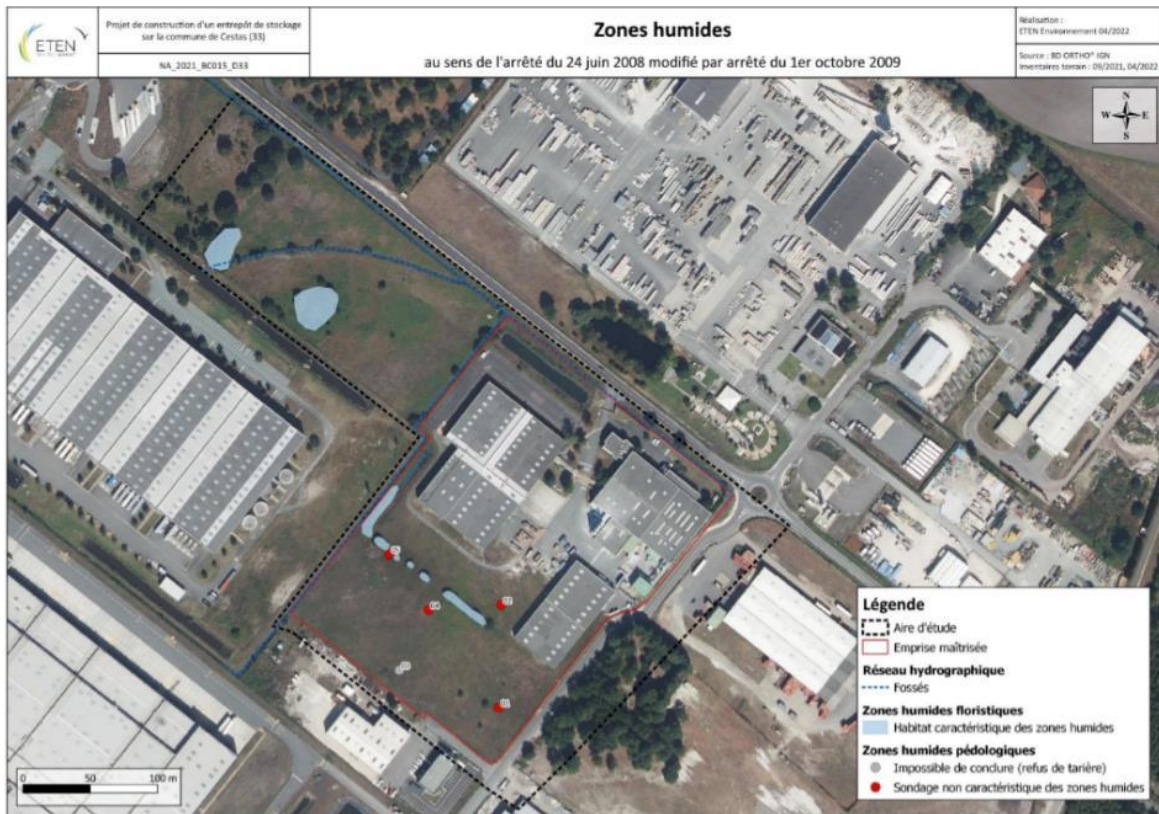 ETEN
Projet de construction d'un entrepôt de stockage
sur la commune de Cestas (33)
NA_2021_BC015_D33
Zones humides
au sens de l'arrêté du 24 juin 2008 modifié par arrêté du 1er octobre 2009
Réalisation :
ETEN Environnement 04/2022
Source : BD ORTHO® IGN
Inventaires terrain : 09/2021, 04/2022
N
W E
S
Légende
Aire d'étude
Emprise maîtrisée
Réseau hydrographique
Fossés
Zones humides floristiques
Habitat caractéristique des zones humides
Zones humides pédologiques
Impossible de conclure (refus de tarière)
Sondage non caractéristique des zones humides
0 50 100 m